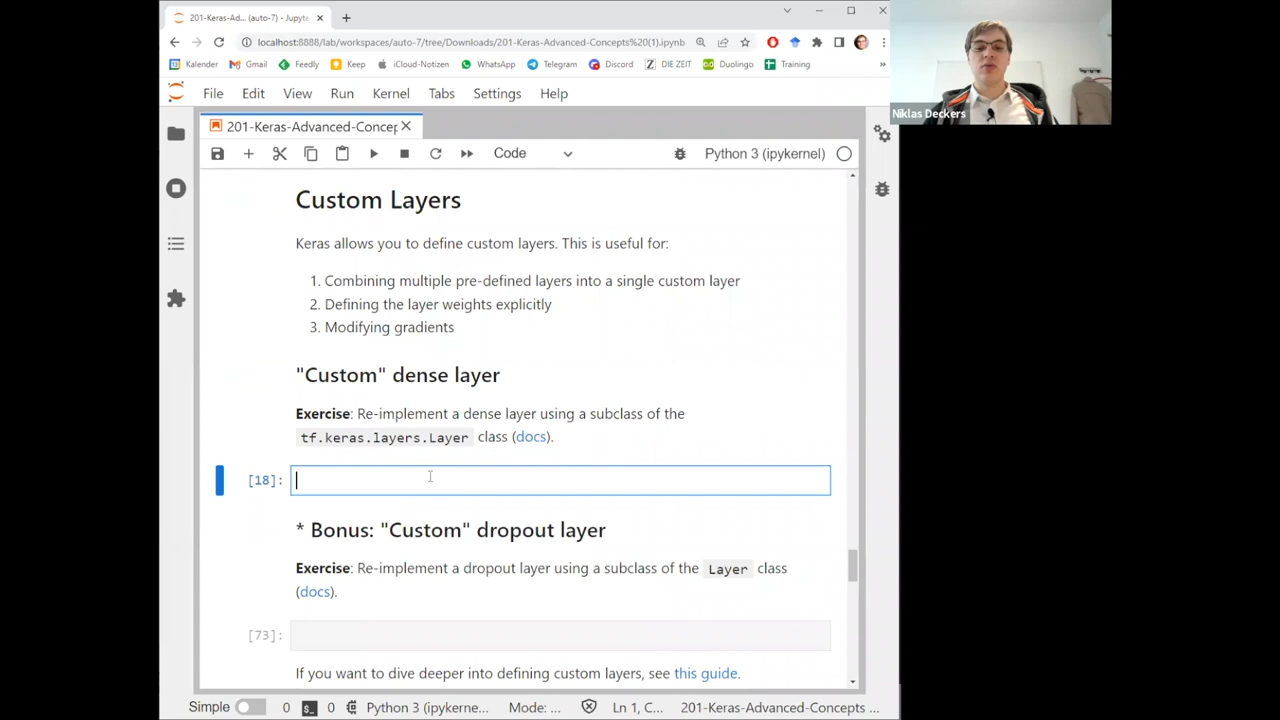 201-Keras-Ad... (auto-7) - Jupyte
localhost:8888/lab/workspaces/auto-7/tree/Downloads/201-Keras-Advanced-Concepts%20(1).ipynb
Kalender Gmail Feedly Keep iCloud-Notizen WhatsApp Telegram Discord DIE ZEIT Duolingo Training »
Niklas Deckers
File Edit View Run Kernel Tabs Settings Help
201-Keras-Advanced-Concep
Code Python 3 (ipykernel)
Custom Layers
Keras allows you to define custom layers. This is useful for:
1. Combining multiple pre-defined layers into a single custom layer
2. Defining the layer weights explicitly
3. Modifying gradients
"Custom" dense layer
Exercise: Re-implement a dense layer using a subclass of the
tf.keras.layers.Layer class (docs).
[18]:
* Bonus: "Custom" dropout layer
Exercise: Re-implement a dropout layer using a subclass of the Layer class
(docs).
[73]:
If you want to dive deeper into defining custom layers, see this guide.
Simple 0 $_ 0 Python 3 (ipykerne... Mode: ... Ln 1, C... 201-Keras-Advanced-Concepts ...